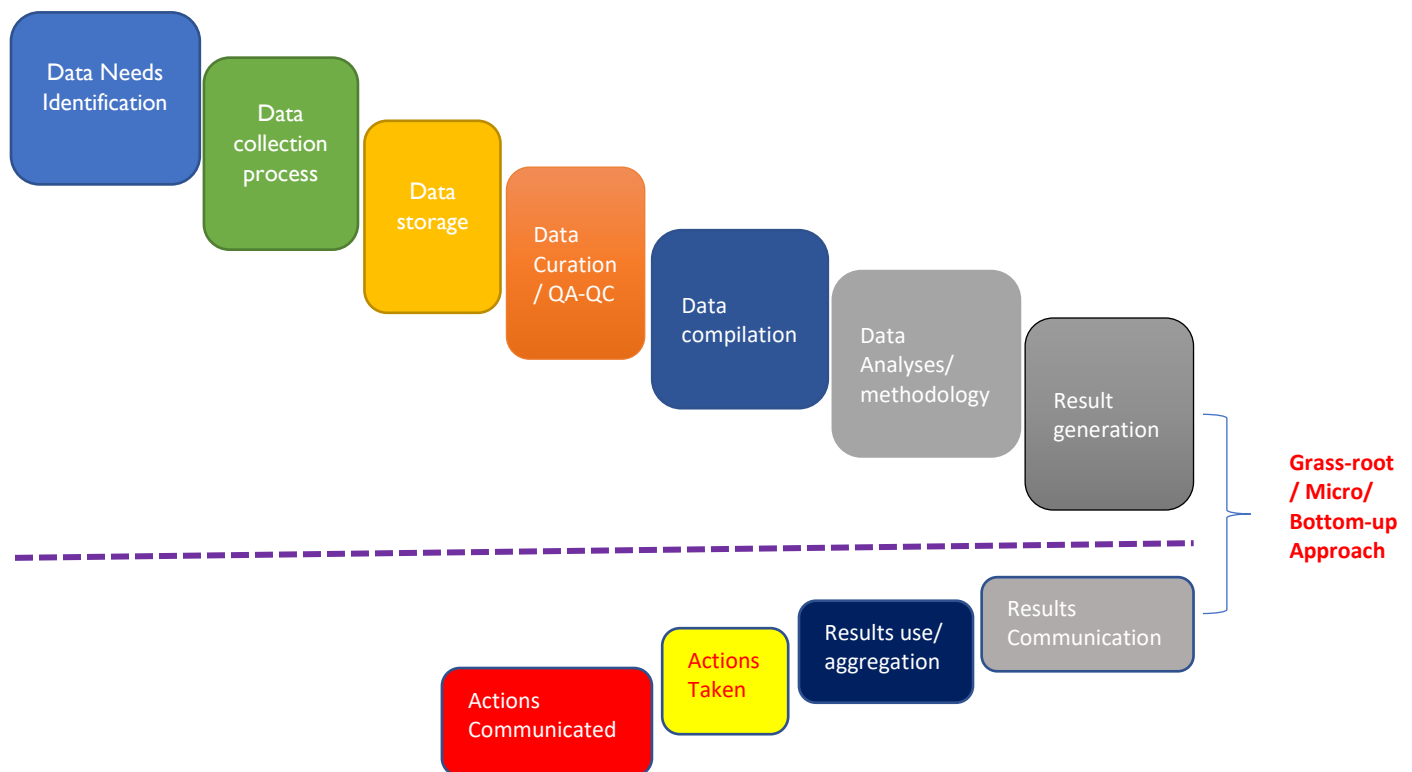 Data Needs
Identification
Data
collection
process
Data
storage
Data
Curation
/ QA-QC
Data
compilation
Data
Analyses/
methodology
Result
generation
Grass-root
/ Micro/
Bottom-up
Approach
Results
Communication
Results use/
aggregation
Actions
Taken
Actions
Communicated